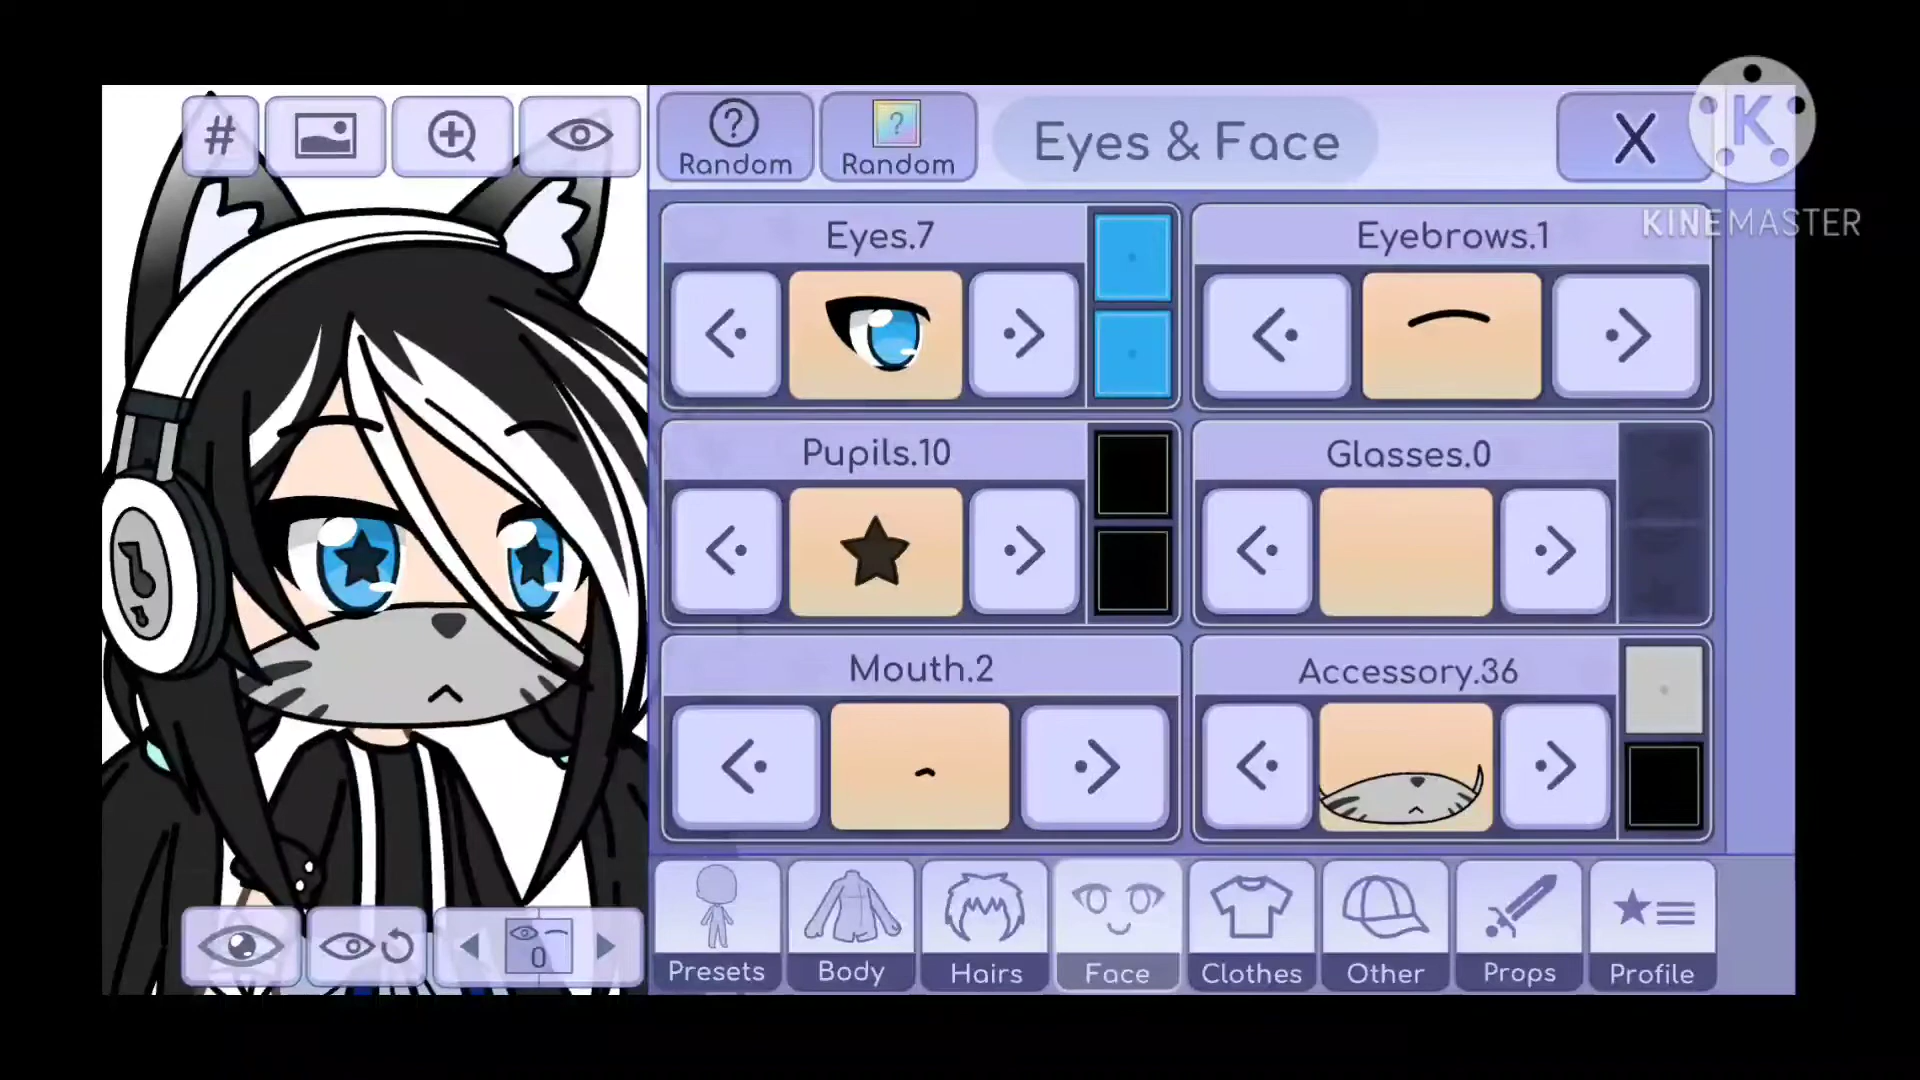 #
? Random
? Random
Eyes & Face
X
K
KINEMASTER
Eyes.7
Eyebrows.1
Pupils.10
Glasses.0
Mouth.2
Accessory.36
0
Presets
Body
Hairs
Face
Clothes
Other
Props
Profile